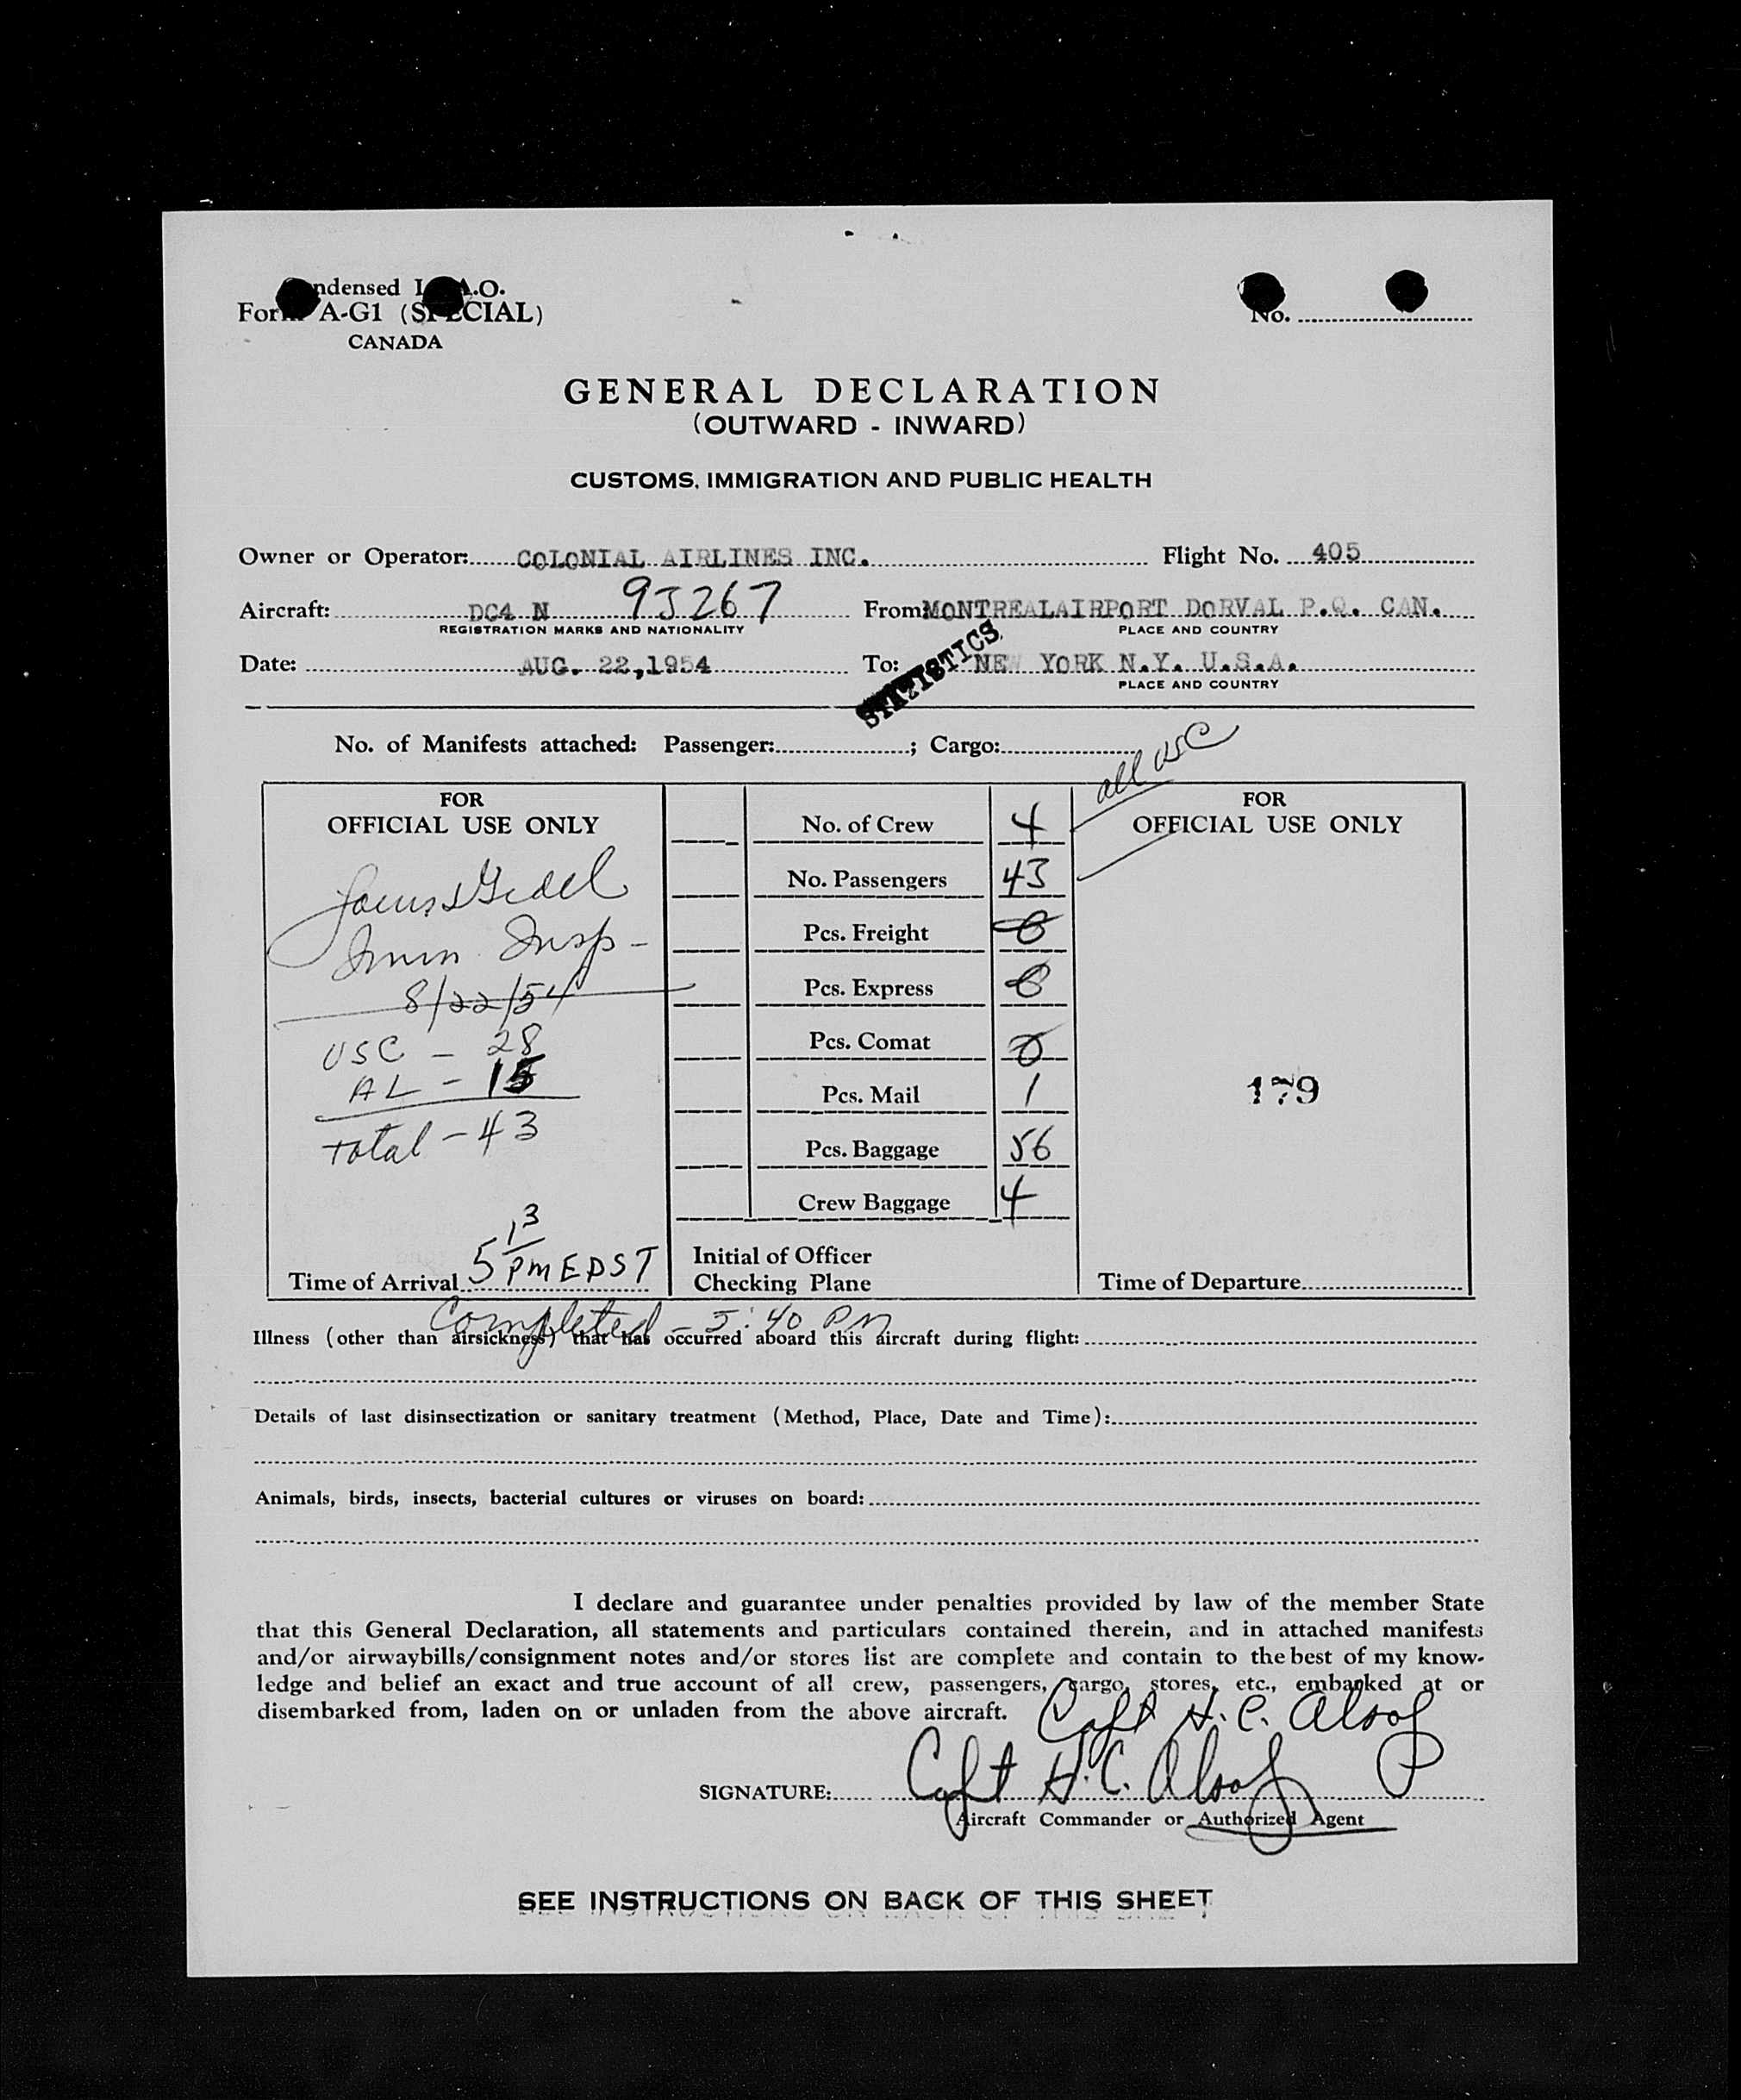 Condensed I.C.A.O.
Form A-G1 (SPECIAL)
CANADA
No.
GENERAL DECLARATION
(OUTWARD - INWARD)
CUSTOMS, IMMIGRATION AND PUBLIC HEALTH
Owner or Operator: COLONIAL AIRLINES INC. Flight No. 405
Aircraft: DC4 N 95267 From MONTREALAIRPORT DORVAL P.Q. CAN.
REGISTRATION MARKS AND NATIONALITY PLACE AND COUNTRY
Date: AUG. 22,1954 To: NEW YORK N.Y. U.S.A.
PLACE AND COUNTRY
STATISTICS
No. of Manifests attached: Passenger: ; Cargo:
all USC
FOR
OFFICIAL USE ONLY
Imm Insp -
8/22/54
USC - 28
AL - 15
Total - 43
Time of Arrival 5 13 PM EDST
No. of Crew 4
No. Passengers 43
Pcs. Freight 0
Pcs. Express 0
Pcs. Comat 0
Pcs. Mail 1
Pcs. Baggage 56
Crew Baggage 4
Initial of Officer
Checking Plane
FOR
OFFICIAL USE ONLY
179
Time of Departure
Completed - 5:40 PM
Illness (other than airsickness) that has occurred aboard this aircraft during flight:
Details of last disinsectization or sanitary treatment (Method, Place, Date and Time):
Animals, birds, insects, bacterial cultures or viruses on board:
I declare and guarantee under penalties provided by law of the member State
that this General Declaration, all statements and particulars contained therein, and in attached manifests
and/or airwaybills/consignment notes and/or stores list are complete and contain to the best of my know-
ledge and belief an exact and true account of all crew, passengers, cargo, stores, etc., embarked at or
disembarked from, laden on or unladen from the above aircraft.
Capt H. C. Alsop
SIGNATURE: Capt H.C. Alsop
Aircraft Commander or Authorized Agent
SEE INSTRUCTIONS ON BACK OF THIS SHEET